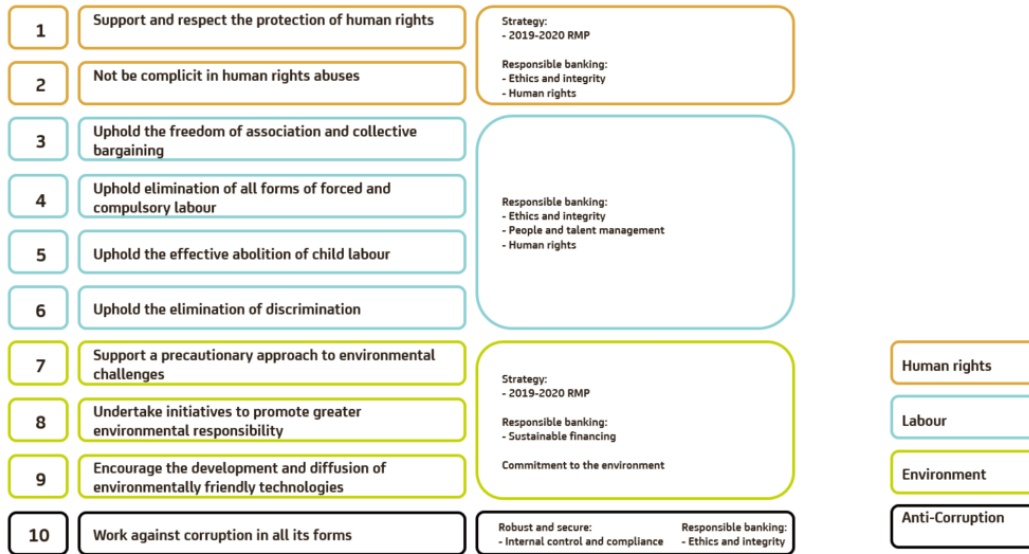 1
Support and respect the protection of human rights
2
Not be complicit in human rights abuses
Strategy:
- 2019-2020 RMP
Responsible banking:
- Ethics and integrity
- Human rights
3
Uphold the freedom of association and collective
bargaining
4
Uphold elimination of all forms of forced and
compulsory labour
5
Uphold the effective abolition of child labour
6
Uphold the elimination of discrimination
Responsible banking:
- Ethics and integrity
- People and talent management
- Human rights
7
Support a precautionary approach to environmental
challenges
8
Undertake initiatives to promote greater
environmental responsibility
9
Encourage the development and diffusion of
environmentally friendly technologies
Strategy:
- 2019-2020 RMP
Responsible banking:
- Sustainable financing
Commitment to the environment
10
Work against corruption in all its forms
Robust and secure:
- Internal control and compliance
Responsible banking:
- Ethics and integrity
Human rights
Labour
Environment
Anti-Corruption